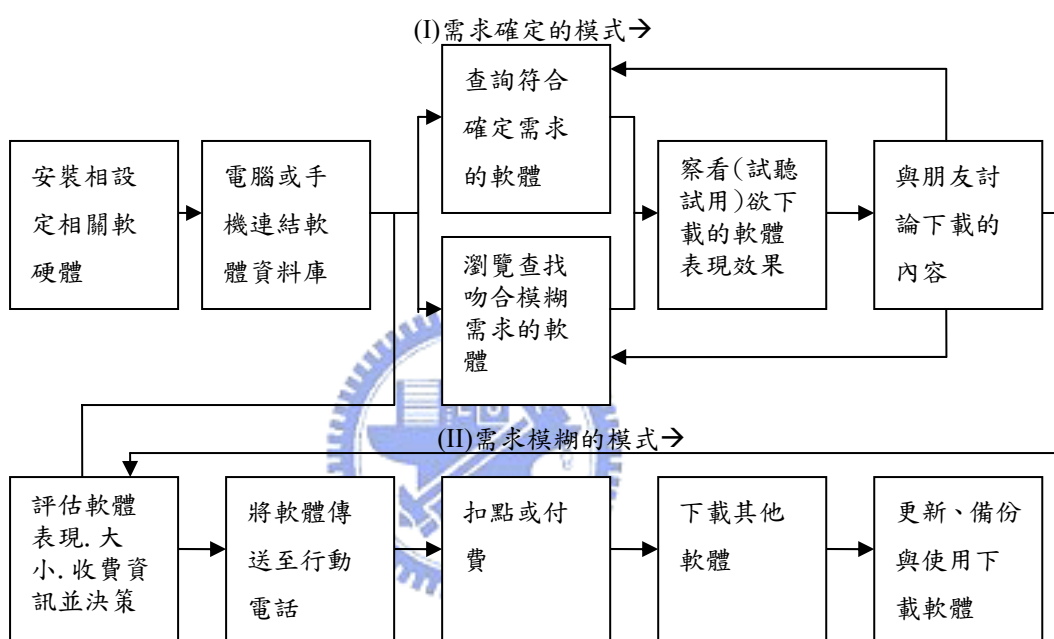 (I)需求確定的模式→
安裝相設
定相關軟
硬體
電腦或手
機連結軟
體資料庫
查詢符合
確定需求
的軟體
瀏覽查找
吻合模糊
需求的軟
體
察看(試聽
試用)欲下
載的軟體
表現效果
與朋友討
論下載的
內容
(II)需求模糊的模式→
評估軟體
表現.大
小.收費資
訊並決策
將軟體傳
送至行動
電話
扣點或付
費
下載其他
軟體
更新、備份
與使用下
載軟體